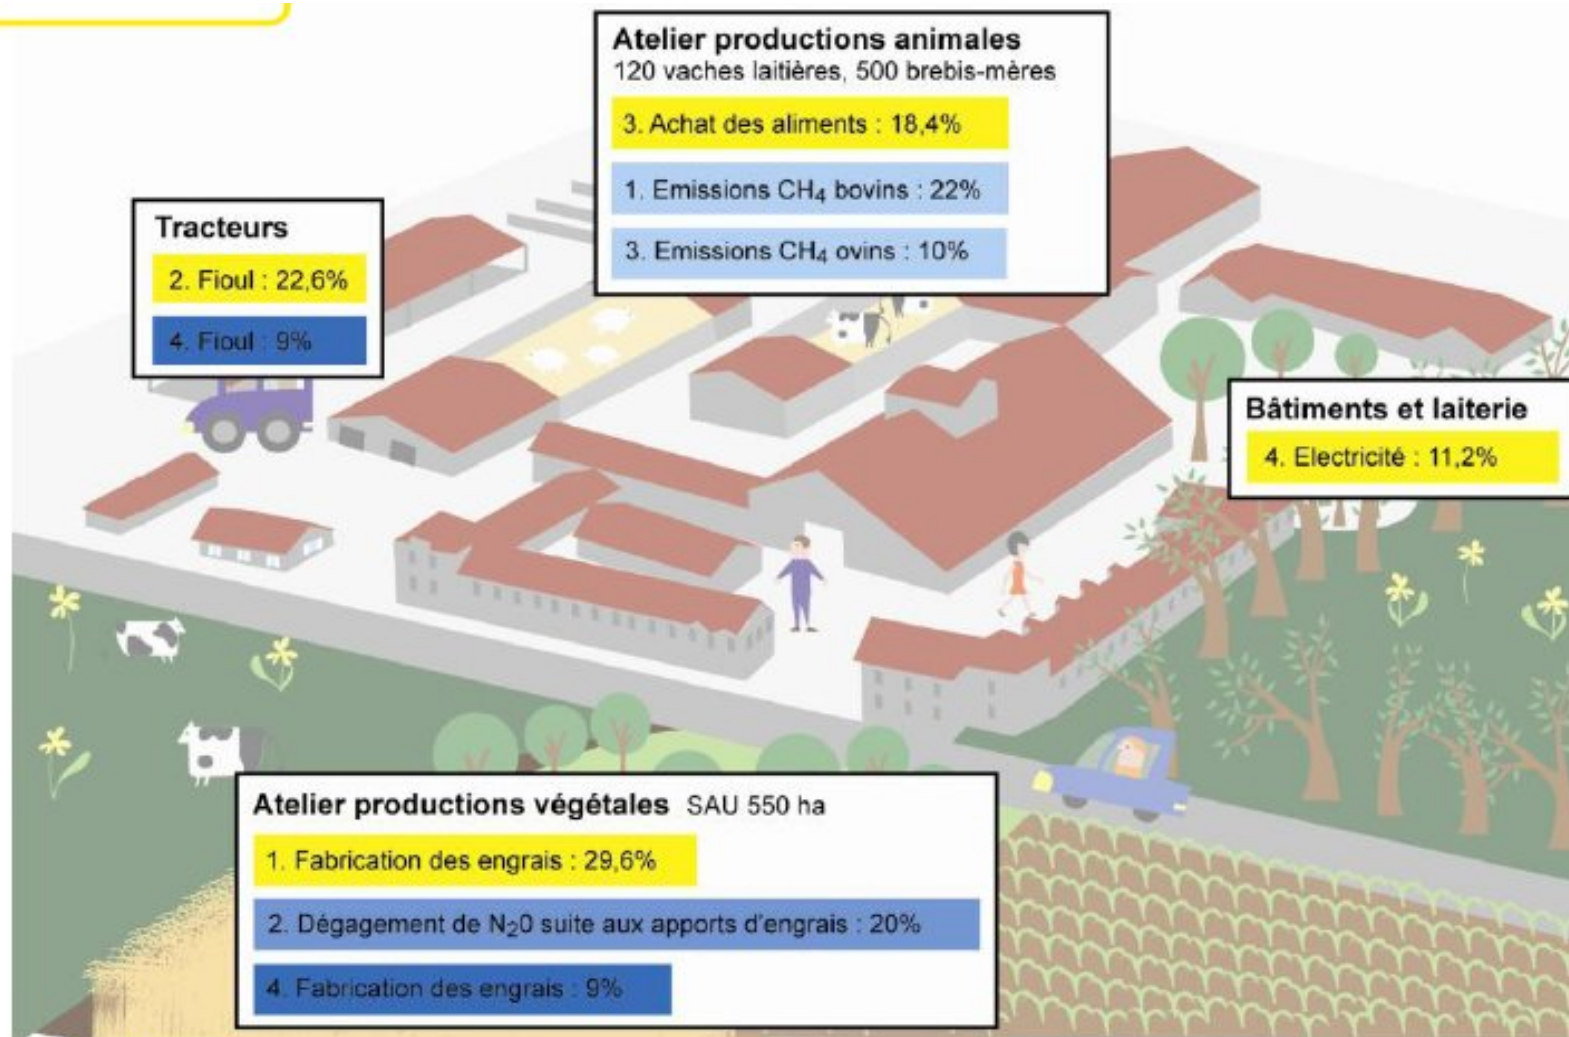 Atelier productions animales
120 vaches laitières, 500 brebis-mères
3. Achat des aliments : 18,4%
1. Emissions CH4 bovins : 22%
3. Emissions CH4 ovins : 10%
Tracteurs
2. Fioul : 22,6%
4. Fioul : 9%
Bâtiments et laiterie
4. Electricité : 11,2%
Atelier productions végétales SAU 550 ha
1. Fabrication des engrais : 29,6%
2. Dégagement de N20 suite aux apports d'engrais : 20%
4. Fabrication des engrais : 9%